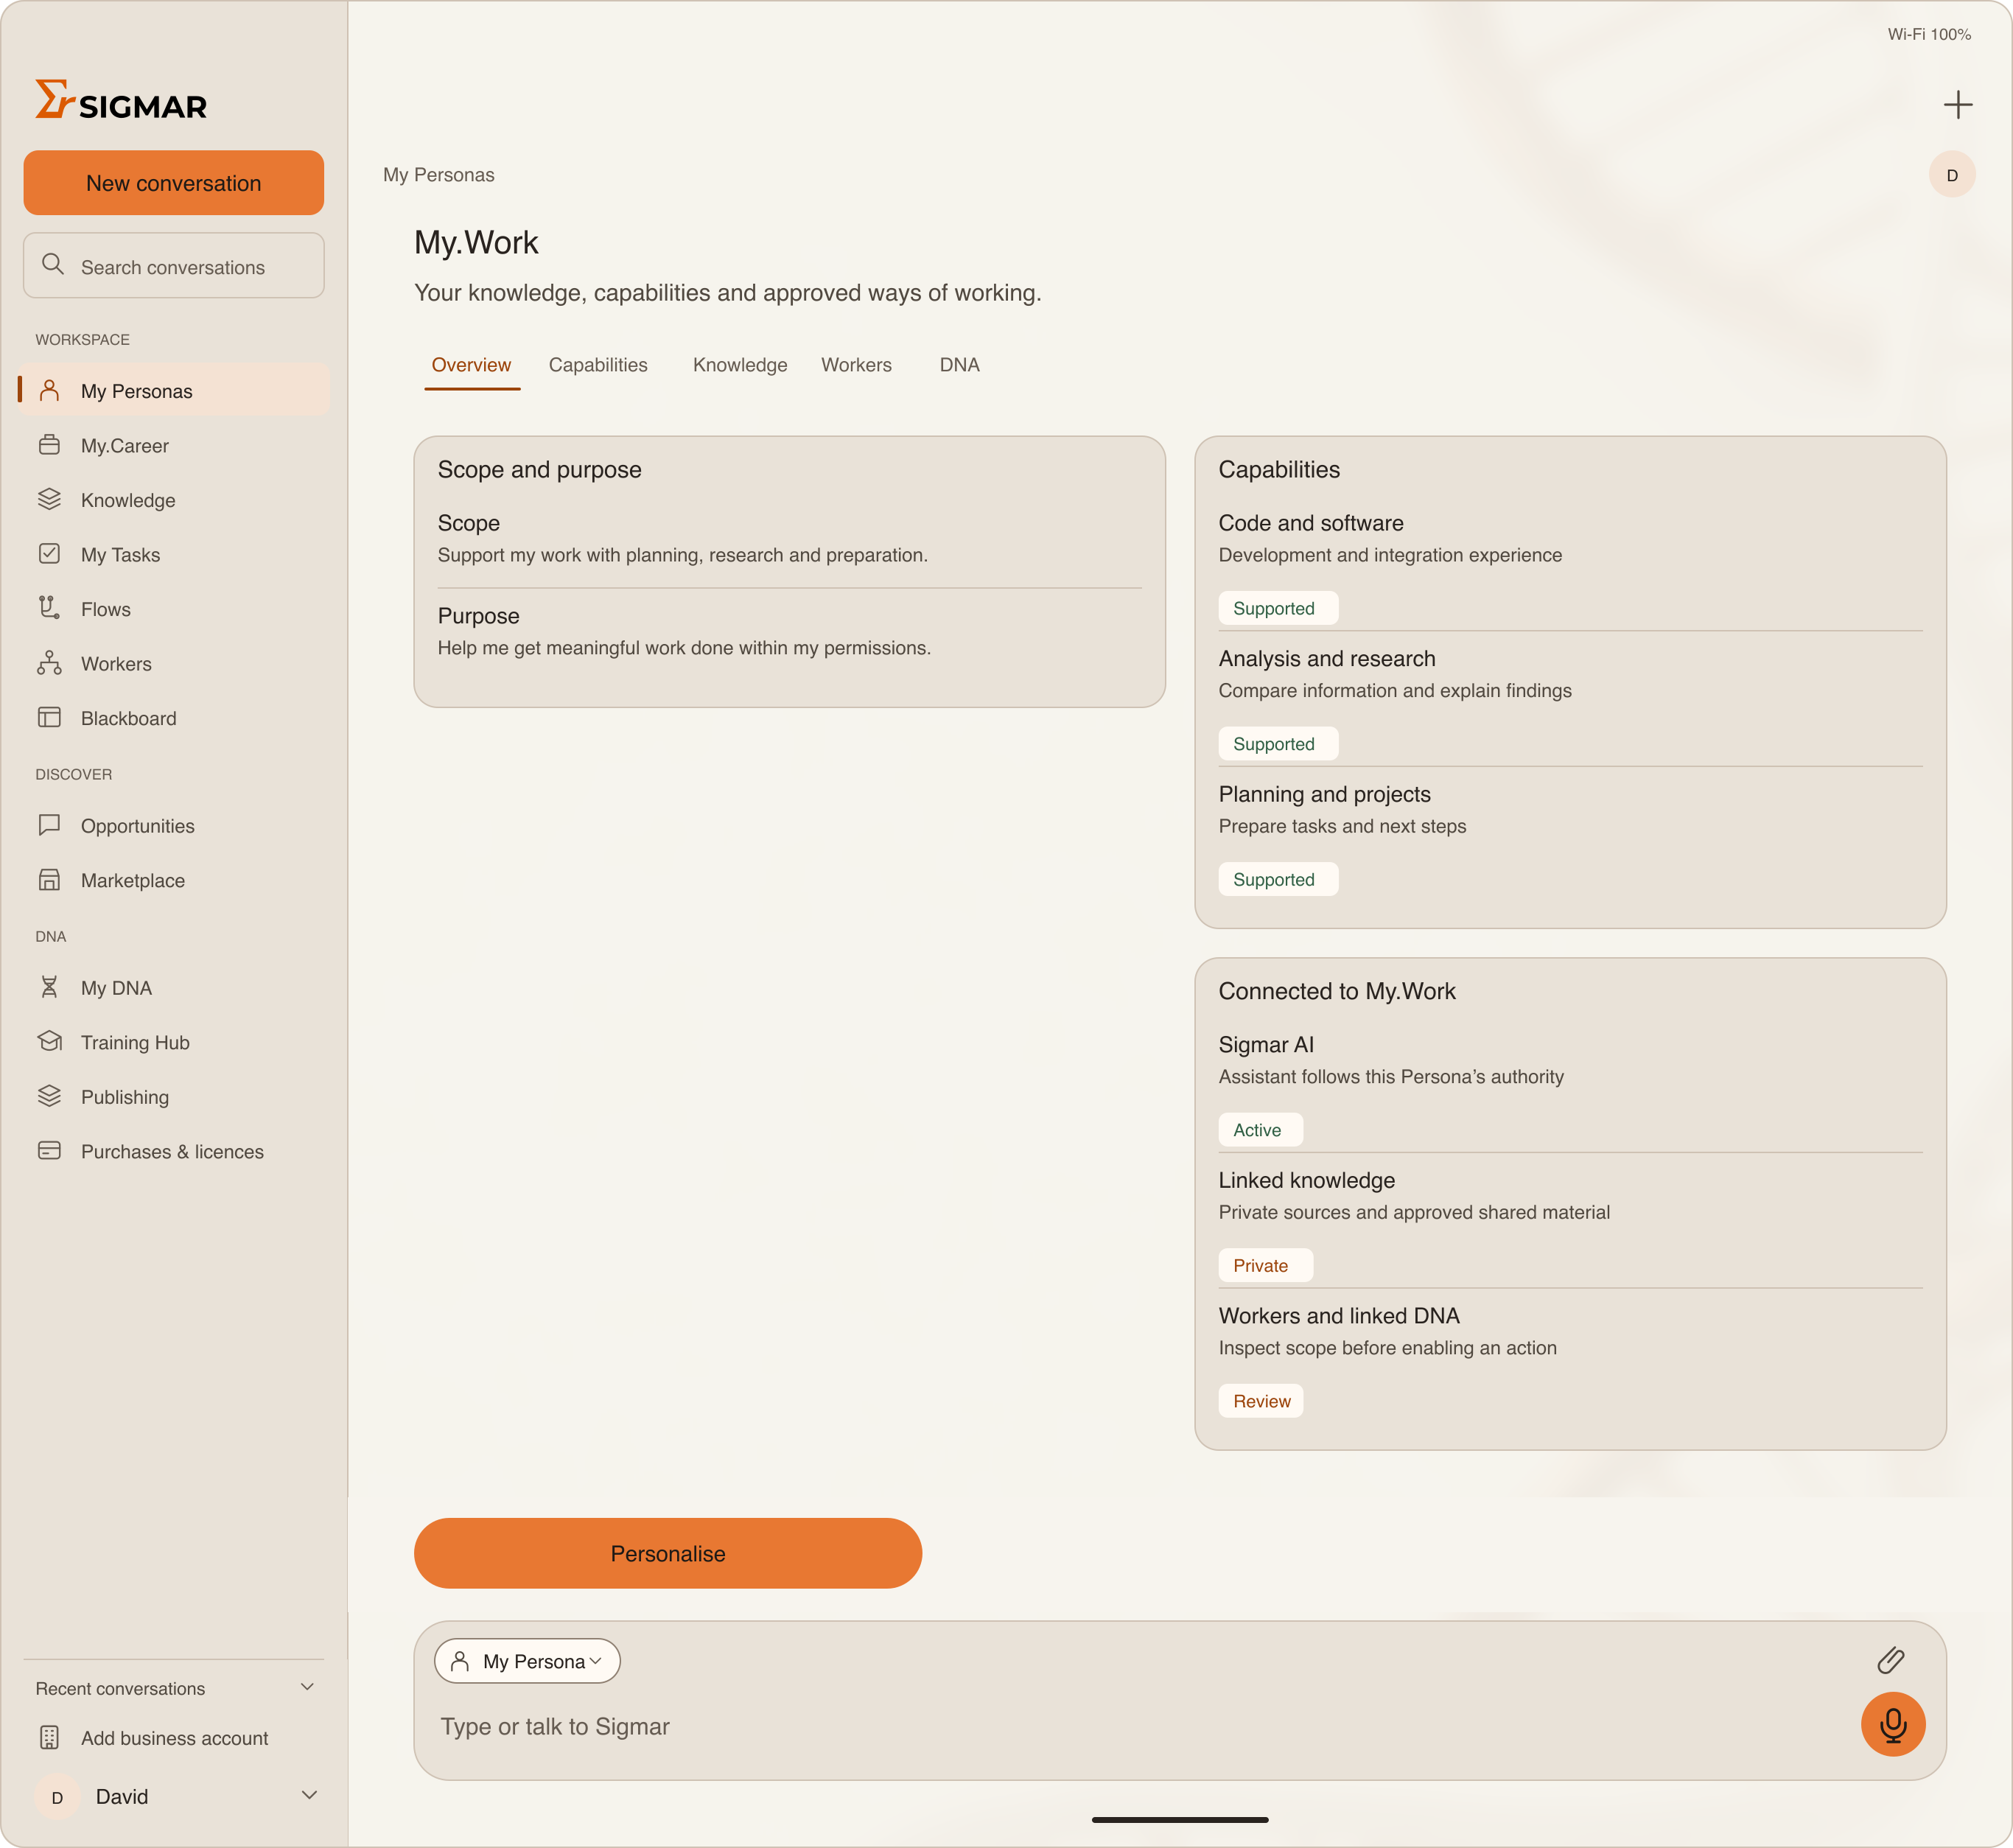 Wi-Fi 100%
SIGMAR
New conversation
Search conversations
WORKSPACE
My Personas
My.Career
Knowledge
My Tasks
Flows
Workers
Blackboard
DISCOVER
Opportunities
Marketplace
DNA
My DNA
Training Hub
Publishing
Purchases & licences
Recent conversations
Add business account
D
David
My Personas
D
My.Work
Your knowledge, capabilities and approved ways of working.
Overview
Capabilities
Knowledge
Workers
DNA
Scope and purpose
Scope
Support my work with planning, research and preparation.
Purpose
Help me get meaningful work done within my permissions.
Capabilities
Code and software
Development and integration experience
Supported
Analysis and research
Compare information and explain findings
Supported
Planning and projects
Prepare tasks and next steps
Supported
Connected to My.Work
Sigmar AI
Assistant follows this Persona’s authority
Active
Linked knowledge
Private sources and approved shared material
Private
Workers and linked DNA
Inspect scope before enabling an action
Review
Personalise
My Persona
Type or talk to Sigmar